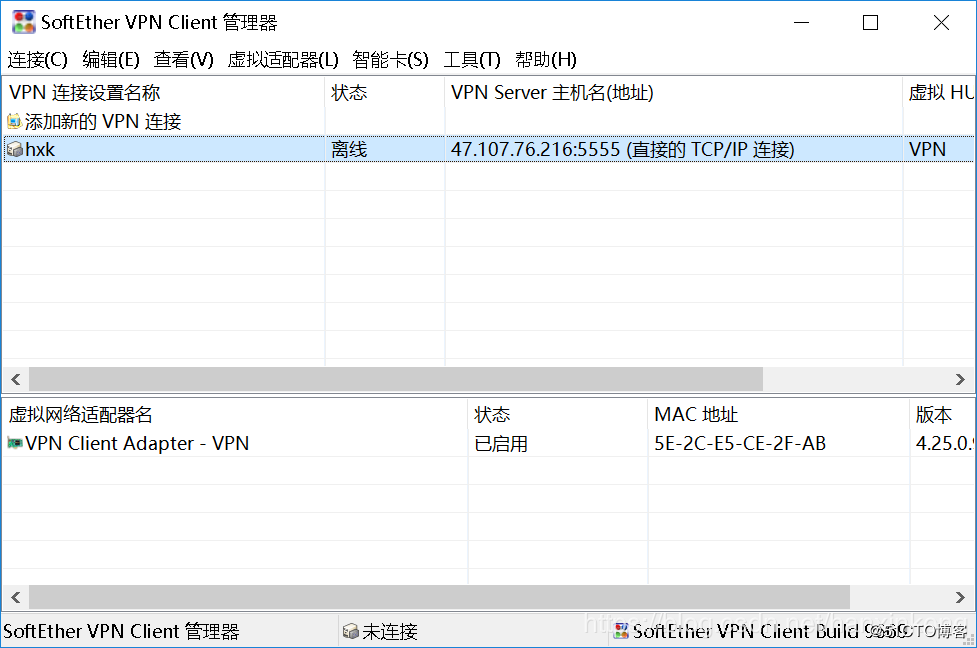 SoftEther VPN Client 管理器
连接(C) 编辑(E) 查看(V) 虚拟适配器(L) 智能卡(S) 工具(T) 帮助(H)
VPN 连接设置名称 状态 VPN Server 主机名(地址) 虚拟 HU
添加新的 VPN 连接
hxk 离线 47.107.76.216:5555 (直接的 TCP/IP 连接) VPN
虚拟网络适配器名 状态 MAC 地址 版本
VPN Client Adapter - VPN 已启用 5E-2C-E5-CE-2F-AB 4.25.0.9
SoftEther VPN Client 管理器 未连接 SoftEther VPN Client Build @51CTO博客